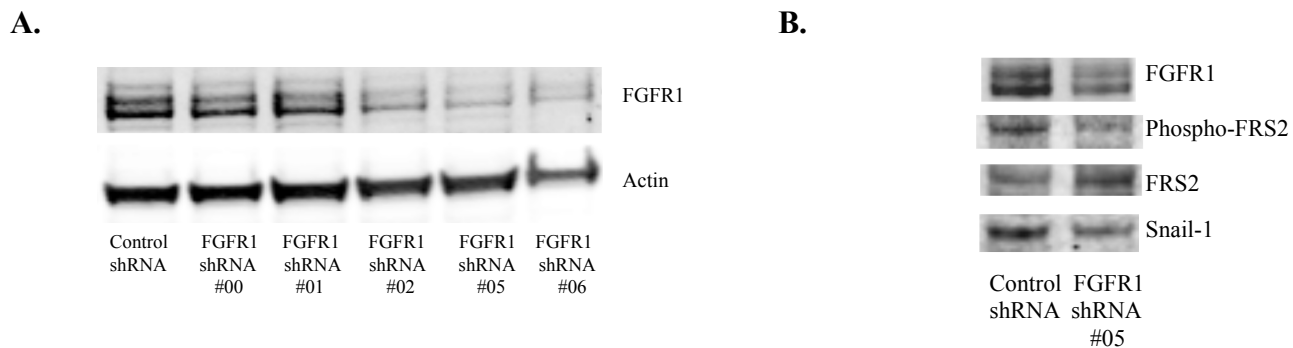 A.
FGFR1
Actin
Control FGFR1 FGFR1 FGFR1 FGFR1 FGFR1
shRNA shRNA shRNA shRNA shRNA shRNA
#00 #01 #02 #05 #06
B.
FGFR1
Phospho-FRS2
FRS2
Snail-1
Control FGFR1
shRNA shRNA
#05